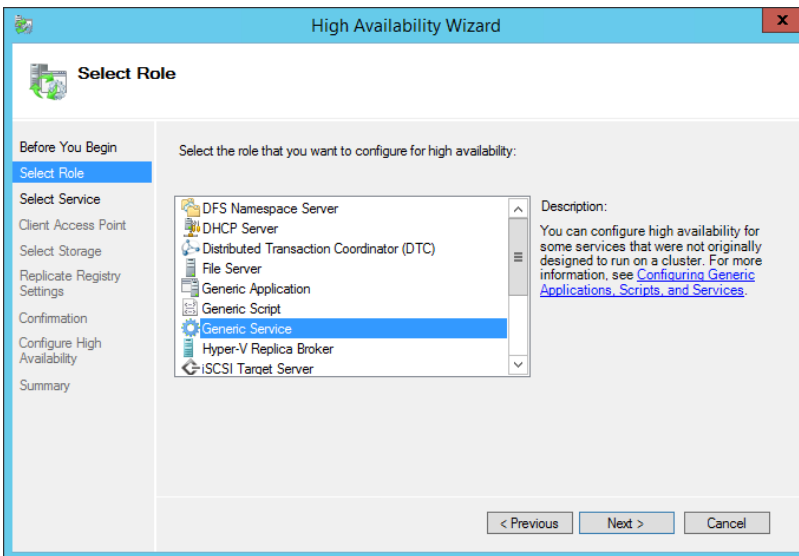 High Availability Wizard
x
Select Role
Before You Begin
Select Role
Select Service
Client Access Point
Select Storage
Replicate Registry
Settings
Confirmation
Configure High
Availability
Summary
Select the role that you want to configure for high availability:
DFS Namespace Server
DHCP Server
Distributed Transaction Coordinator (DTC)
File Server
Generic Application
Generic Script
Generic Service
Hyper-V Replica Broker
iSCSI Target Server
Description:
You can configure high availability for
some services that were not originally
designed to run on a cluster. For more
information, see Configuring Generic
Applications, Scripts, and Services.
< Previous
Next >
Cancel